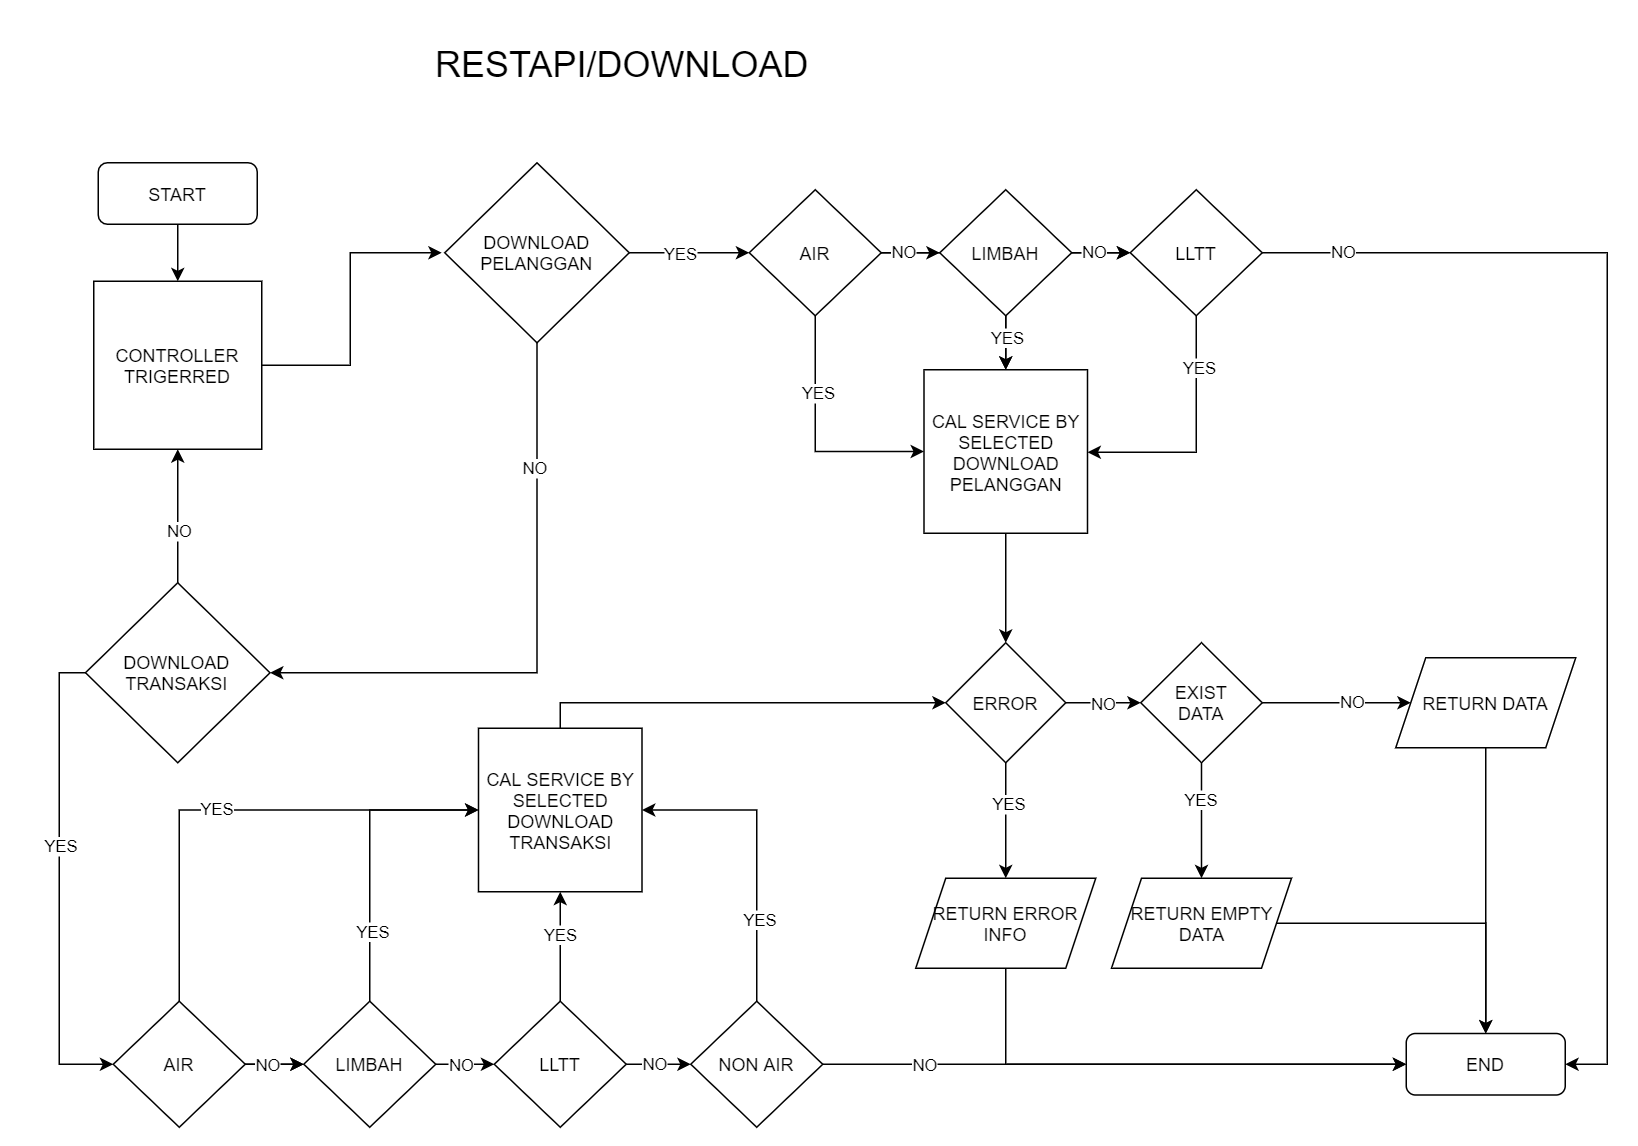 RESTAPI/DOWNLOAD
START
CONTROLLER
TRIGERRED
DOWNLOAD
PELANGGAN
YES
AIR
NO
LIMBAH
NO
LLTT
NO
YES
YES
YES
CAL SERVICE BY
SELECTED
DOWNLOAD
PELANGGAN
NO
NO
DOWNLOAD
TRANSAKSI
YES
ERROR
NO
EXIST
DATA
NO
RETURN DATA
CAL SERVICE BY
SELECTED
DOWNLOAD
TRANSAKSI
YES
YES
YES
YES
YES
YES
RETURN ERROR
INFO
RETURN EMPTY
DATA
AIR
NO
LIMBAH
NO
LLTT
NO
NON AIR
NO
END